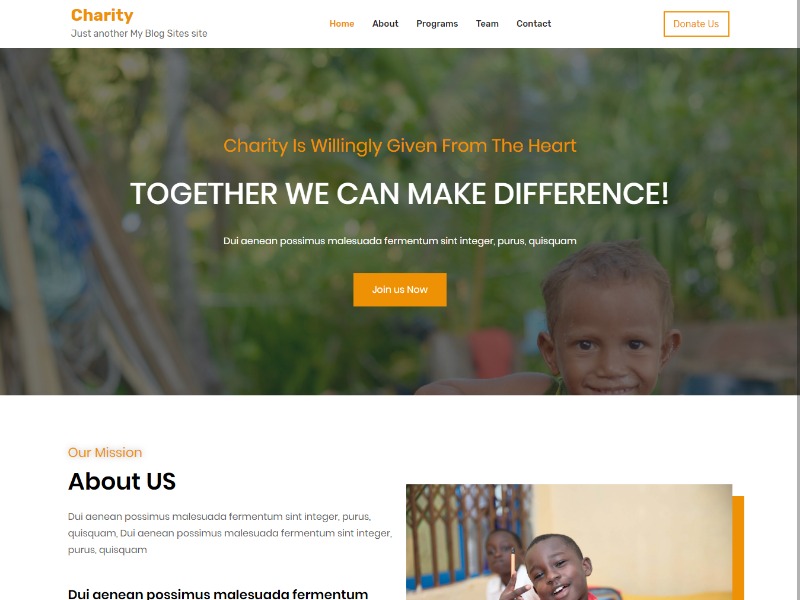 Charity
Just another My Blog Sites site
Home About Programs Team Contact
Donate Us
Charity Is Willingly Given From The Heart
TOGETHER WE CAN MAKE DIFFERENCE!
Dui aenean possimus malesuada fermentum sint integer, purus, quisquam
Join us Now
Our Mission
About US
Dui aenean possimus malesuada fermentum sint integer, purus,
quisquam, Dui aenean possimus malesuada fermentum sint integer,
purus, quisquam
Dui aenean possimus malesuada fermentum